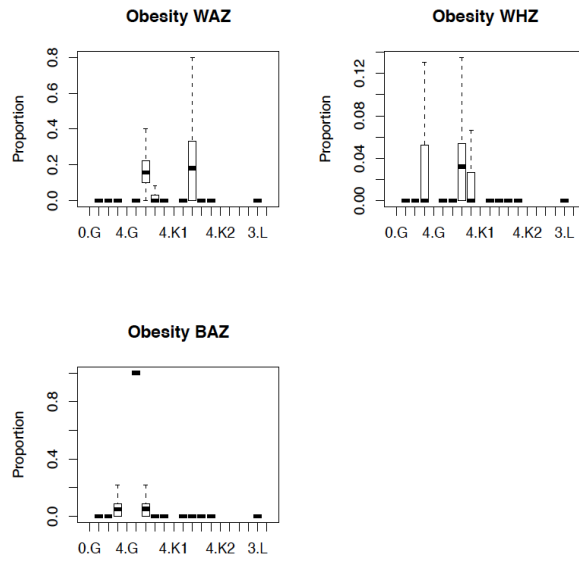 Obesity WAZ
Proportion
0.0 0.2 0.4 0.6 0.8
0.G 4.G 4.K1 4.K2 3.L
Obesity WHZ
Proportion
0.00 0.04 0.08 0.12
0.G 4.G 4.K1 4.K2 3.L
Obesity BAZ
Proportion
0.0 0.4 0.8
0.G 4.G 4.K1 4.K2 3.L